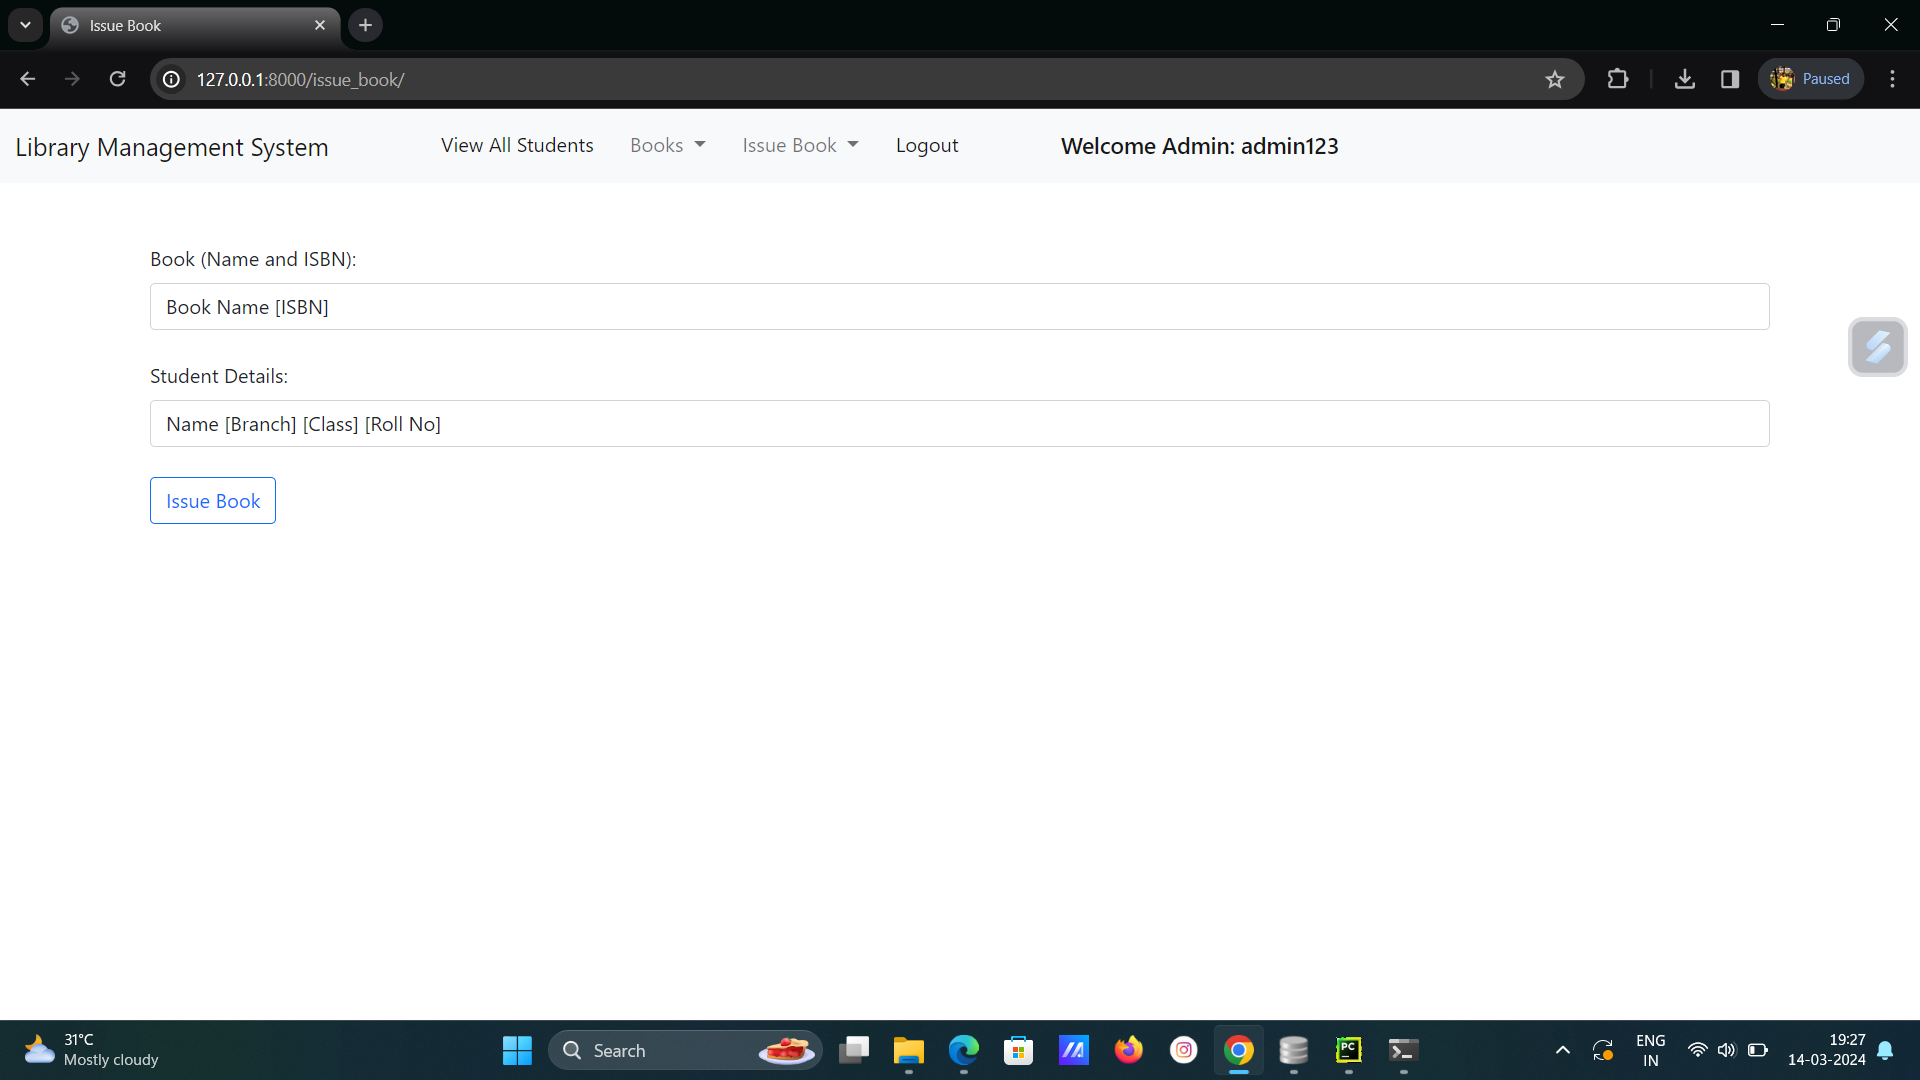 Issue Book
127.0.0.1:8000/issue_book/
Paused
Library Management System
View All Students
Books
Issue Book
Logout
Welcome Admin: admin123
Book (Name and ISBN):
Book Name [ISBN]
Student Details:
Name [Branch] [Class] [Roll No]
Issue Book
31°C
Mostly cloudy
Search
PC
ENG
IN
19:27
14-03-2024